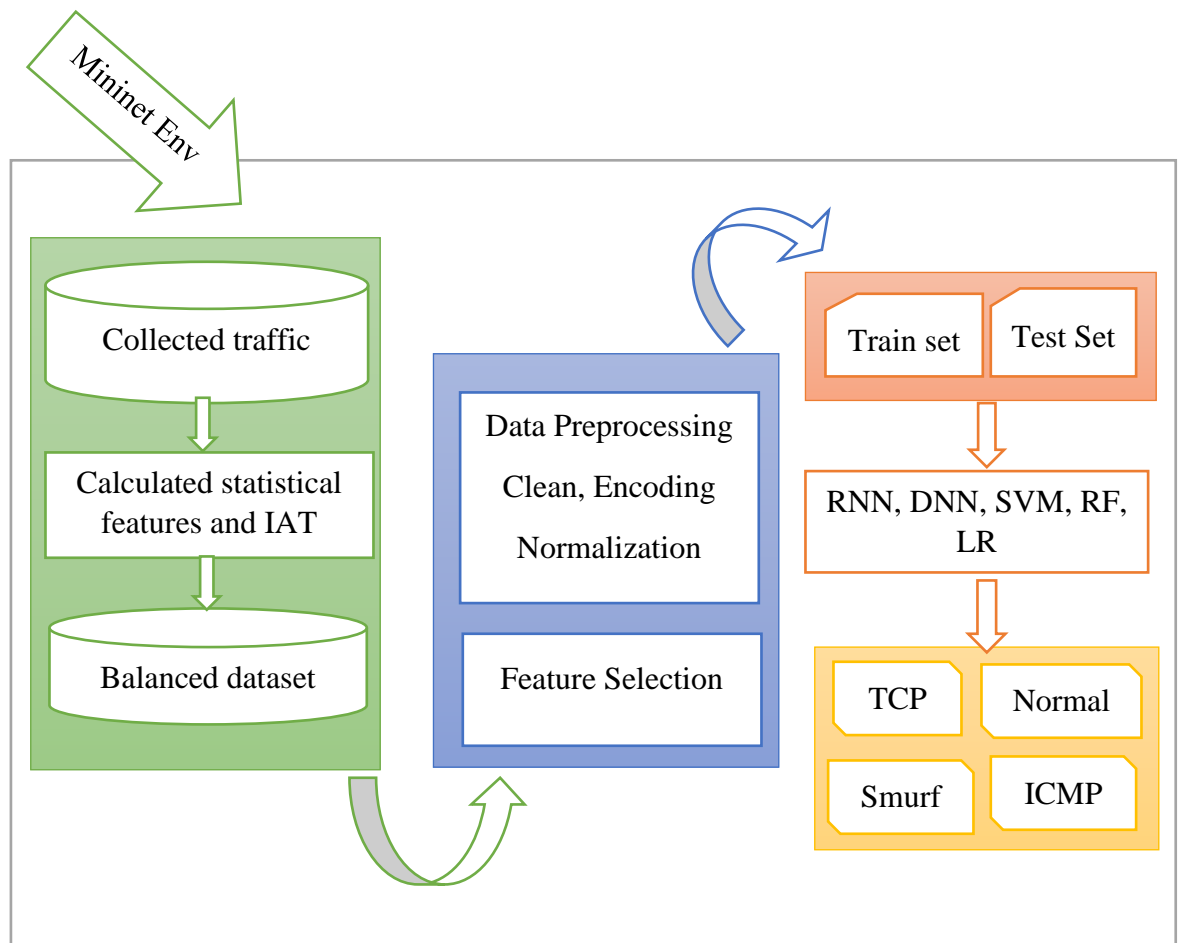 Mininet Env
Collected traffic
Calculated statistical
features and IAT
Balanced dataset
Data Preprocessing
Clean, Encoding
Normalization
Feature Selection
Train set
Test Set
RNN, DNN, SVM, RF,
LR
TCP
Normal
Smurf
ICMP